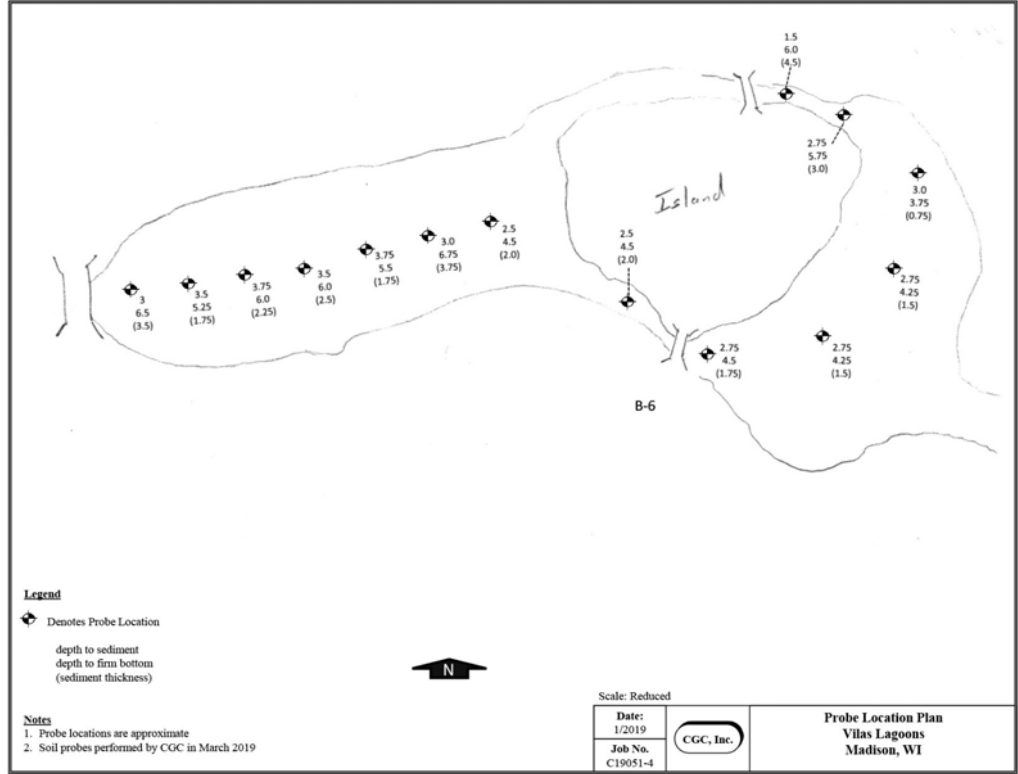 1.5
6.0
(4.5)
2.75
5.75
(3.0)
3.0
3.75
(0.75)
Island
2.5
4.5
(2.0)
3.0
6.75
(3.75)
3.75
5.5
(1.75)
3.5
6.0
(2.5)
3.75
6.0
(2.25)
3.5
5.25
(1.75)
3
6.5
(3.5)
2.5
4.5
(2.0)
2.75
4.25
(1.5)
2.75
4.25
(1.5)
2.75
4.5
(1.75)
B-6
Legend
Denotes Probe Location
depth to sediment
depth to firm bottom
(sediment thickness)
N
Notes
1. Probe locations are approximate
2. Soil probes performed by CGC in March 2019
Scale: Reduced
Date:
1/2019
Job No.
C19051-4
CGC, Inc.
Probe Location Plan
Vilas Lagoons
Madison, WI